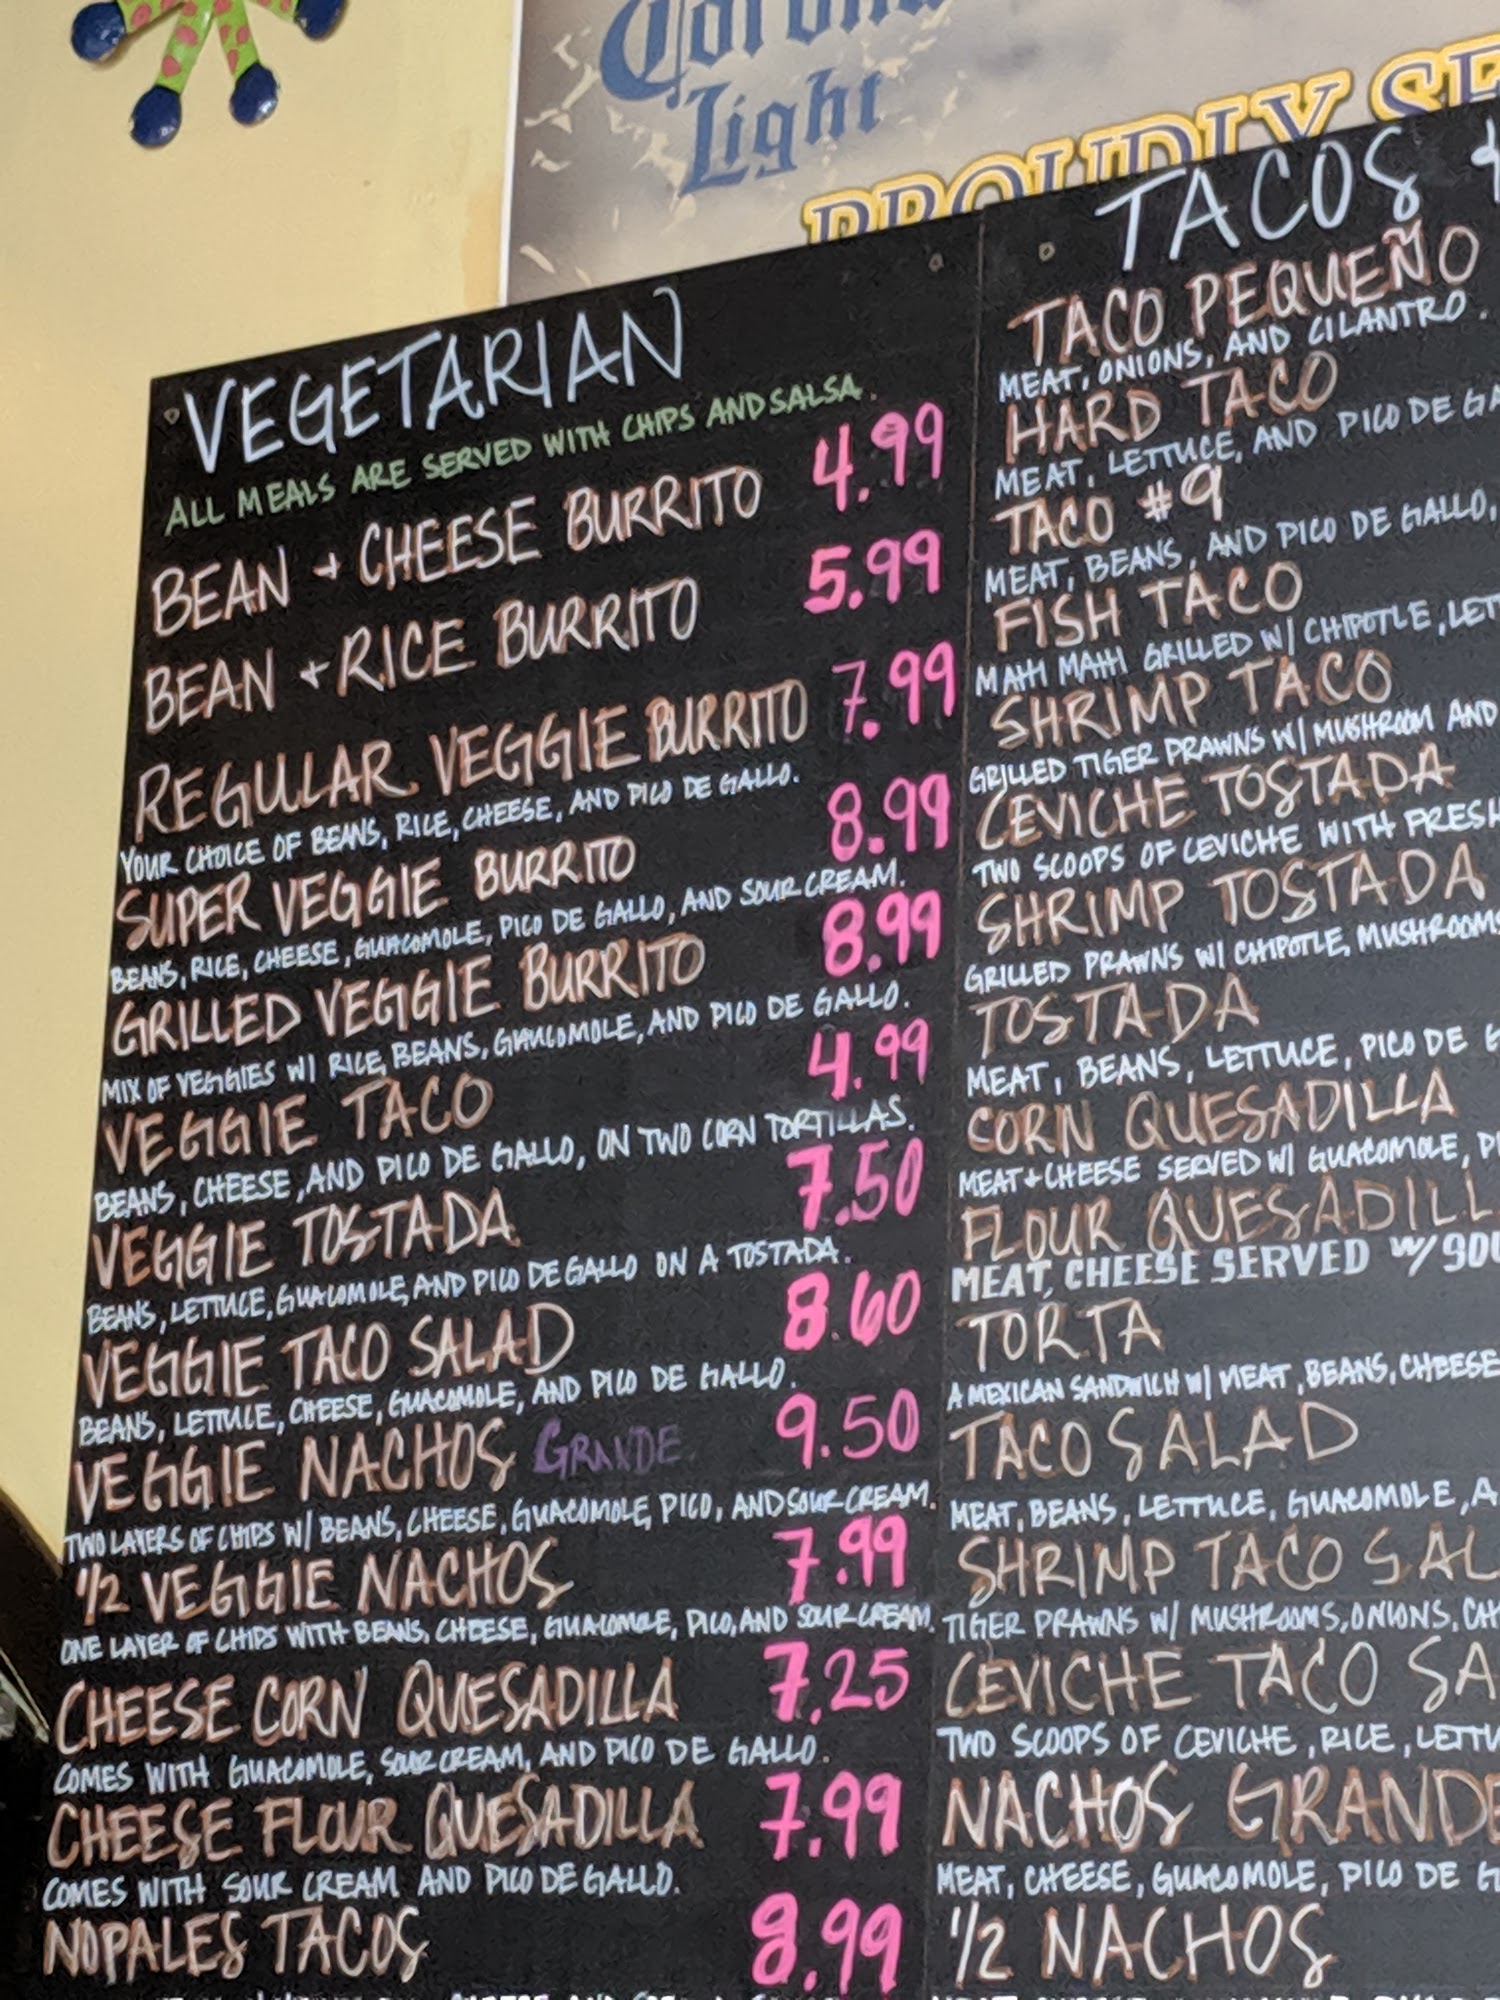 Corona
Light
PROUDLY SE
VEGETARIAN
ALL MEALS ARE SERVED WITH CHIPS AND SALSA.
BEAN + CHEESE BURRITO 4.99
BEAN + RICE BURRITO 5.99
REGULAR VEGGIE BURRITO 7.99
YOUR CHOICE OF BEANS, RICE, CHEESE, AND PICO DE GALLO.
SUPER VEGGIE BURRITO 8.99
BEANS, RICE, CHEESE, GUACOMOLE, PICO DE GALLO, AND SOUR CREAM.
GRILLED VEGGIE BURRITO 8.99
MIX OF VEGGIES W/ RICE, BEANS, GUACOMOLE, AND PICO DE GALLO.
VEGGIE TACO 4.99
BEANS, CHEESE, AND PICO DE GALLO, ON TWO CORN TORTILLAS.
VEGGIE TOSTADA 7.50
BEANS, LETTUCE, GUACOMOLE, AND PICO DE GALLO ON A TOSTADA.
VEGGIE TACO SALAD 8.60
BEANS, LETTUCE, CHEESE, GUACOMOLE, AND PICO DE GALLO.
VEGGIE NACHOS GRANDE 9.50
TWO LAYERS OF CHIPS W/ BEANS, CHEESE, GUACOMOLE, PICO, AND SOUR CREAM.
1/2 VEGGIE NACHOS 7.99
ONE LAYER OF CHIPS WITH BEANS, CHEESE, GUACOMOLE, PICO, AND SOUR CREAM.
CHEESE CORN QUESADILLA 7.25
COMES WITH GUACOMOLE, SOUR CREAM, AND PICO DE GALLO.
CHEESE FLOUR QUESADILLA 7.99
COMES WITH SOUR CREAM AND PICO DE GALLO.
NOPALES TACOS 8.99
TACOS +
TACO PEQUEÑO
MEAT, ONIONS, AND CILANTRO.
HARD TACO
MEAT, LETTUCE, AND PICO DE GA
TACO #9
MEAT, BEANS, AND PICO DE GALLO,
FISH TACO
MAHI MAHI GRILLED W/ CHIPOTLE, LET
SHRIMP TACO
GRILLED TIGER PRAWNS W/ MUSHROOM AND
CEVICHE TOSTADA
TWO SCOOPS OF CEVICHE WITH FRESH
SHRIMP TOSTADA
GRILLED PRAWNS W/ CHIPOTLE, MUSHROOMS
TOSTADA
MEAT, BEANS, LETTUCE, PICO DE G
CORN QUESADILLA
MEAT + CHEESE SERVED W/ GUACOMOLE, PI
FLOUR QUESADILL
MEAT, CHEESE SERVED W/ SOU
TORTA
A MEXICAN SANDWICH W/ MEAT, BEANS, CHEESE
TACO SALAD
MEAT, BEANS, LETTUCE, GUACOMOLE, A
SHRIMP TACO SAL
TIGER PRAWNS W/ MUSHROOMS, ONIONS, CH
CEVICHE TACO SA
TWO SCOOPS OF CEVICHE, RICE, LETTU
NACHOS GRANDE
MEAT, CHEESE, GUACOMOLE, PICO DE G
1/2 NACHOS